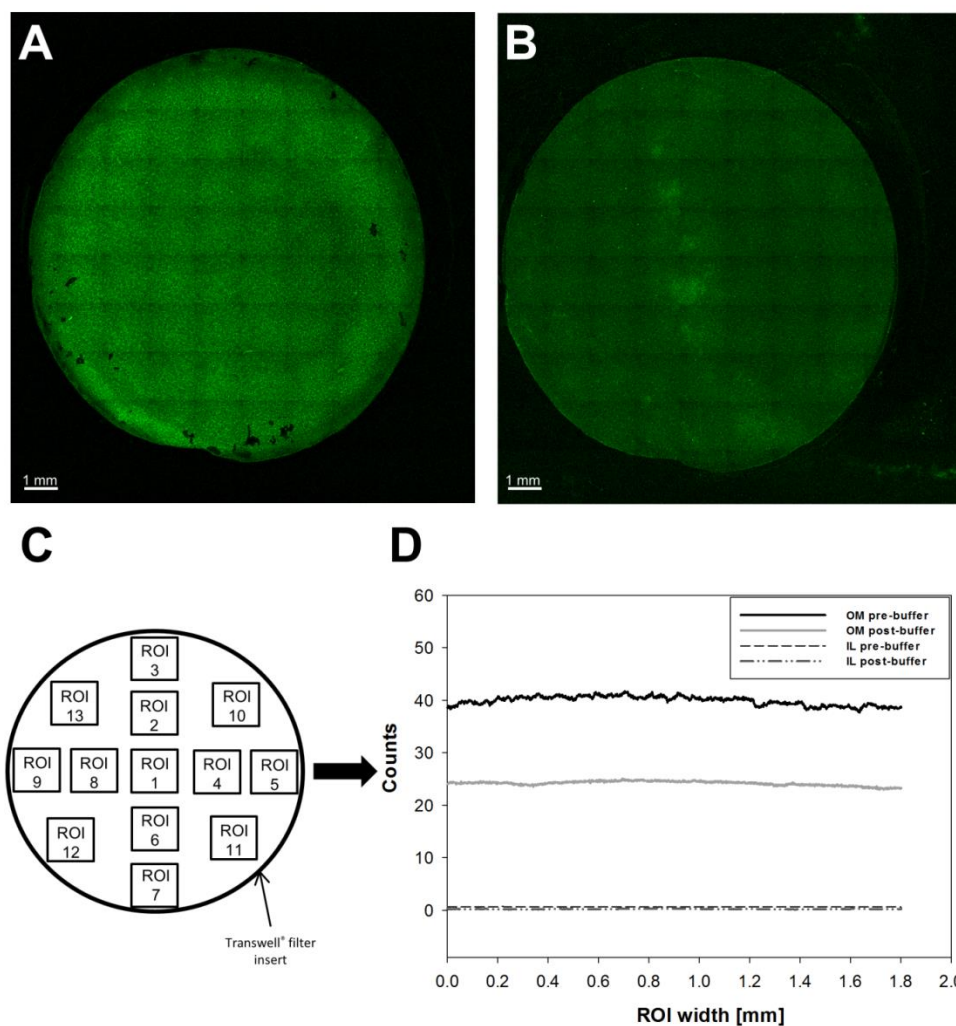 A
B
1 mm
1 mm
C
D
ROI
3
ROI
13
ROI
2
ROI
10
ROI
9
ROI
8
ROI
1
ROI
4
ROI
5
ROI
12
ROI
6
ROI
11
ROI
7
Transwell® filter
insert
Counts
60
50
40
30
20
10
0
OM pre-buffer
OM post-buffer
IL pre-buffer
IL post-buffer
0.0 0.2 0.4 0.6 0.8 1.0 1.2 1.4 1.6 1.8 2.0
ROI width [mm]